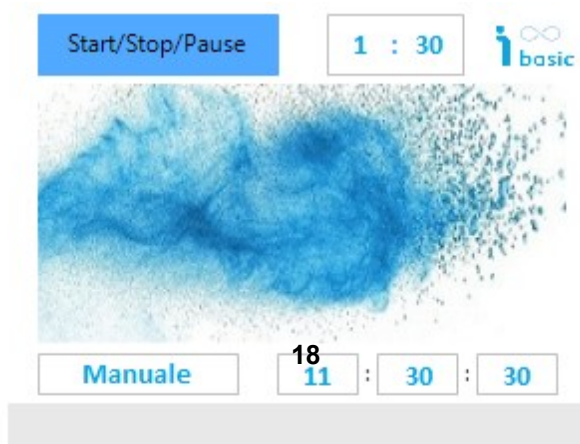 Start/Stop/Pause
1 : 30
i basic
18
Manuale
11 : 30 : 30